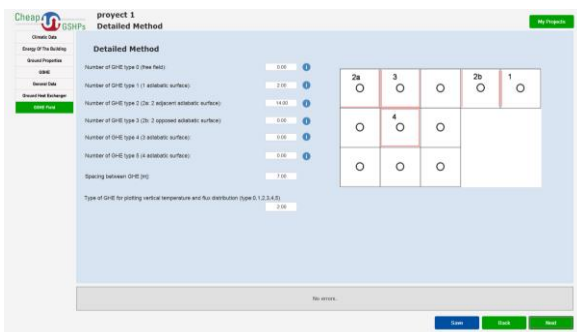 Cheap GSHPs
proyect 1
Detailed Method
My Projects
Climatic Data
Energy Of The Building
Ground Properties
GSHE
General Data
Ground Heat Exchanger
GSHE Field
Detailed Method
Number of GHE type 0 (free field): 0.00
Number of GHE type 1 (1 adiabatic surface): 2.00
Number of GHE type 2 (2a: 2 adjacent adiabatic surface): 14.00
Number of GHE type 3 (2b: 2 opposed adiabatic surface): 0.00
Number of GHE type 4 (3 adiabatic surface): 0.00
Number of GHE type 5 (4 adiabatic surface): 0.00
Spacing between GHE [m]: 7.00
Type of GHE for plotting vertical temperature and flux distribution (type 0,1,2,3,4,5)
2.00
2a 3 2b 1
4
No errors.
Save Back Next